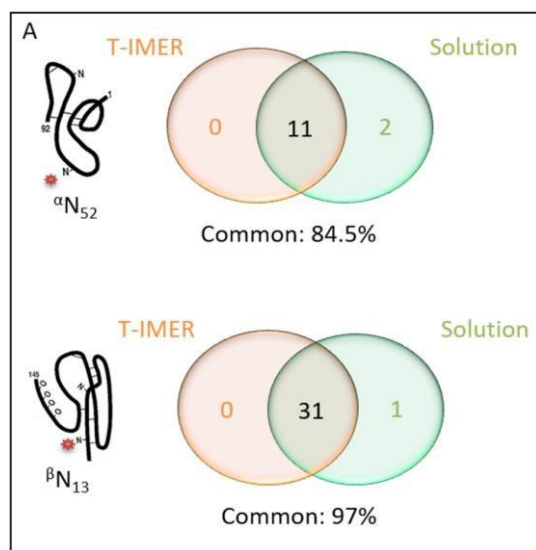 A
T-IMER Solution
N
1
0 11 2
92
N
αN52
Common: 84.5%
T-IMER Solution
145
0 31 1
N
N
βN13
Common: 97%